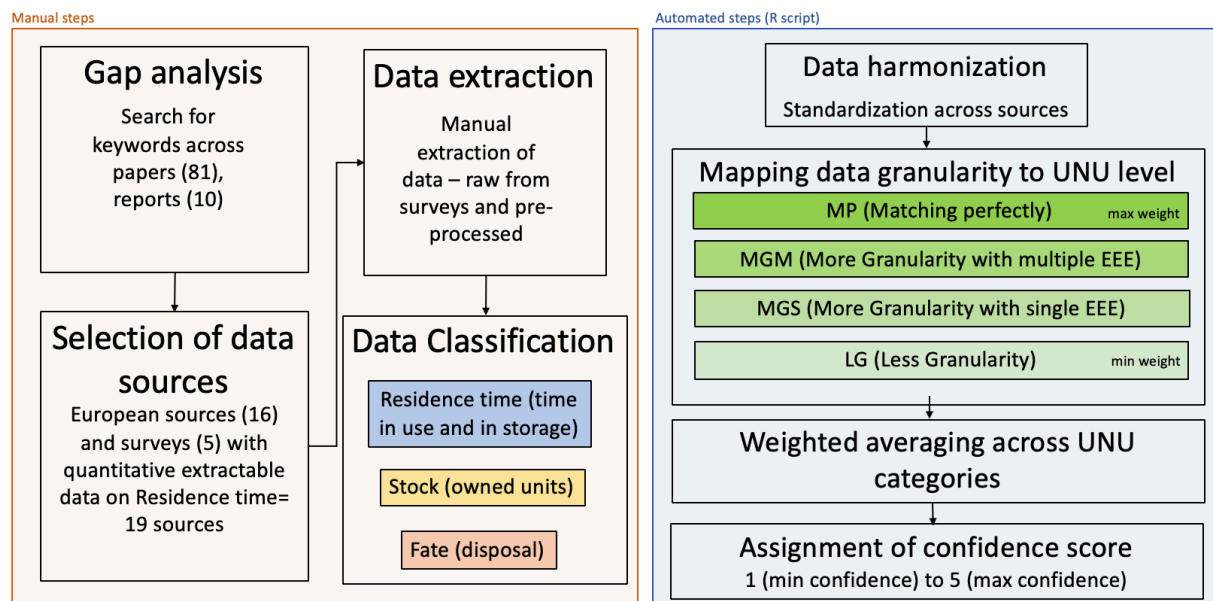 Manual steps
Gap analysis
Search for
keywords across
papers (81),
reports (10)
Selection of data
sources
European sources (16)
and surveys (5) with
quantitative extractable
data on Residence time=
19 sources
Data extraction
Manual
extraction of
data – raw from
surveys and pre-
processed
Data Classification
Residence time (time
in use and in storage)
Stock (owned units)
Fate (disposal)
Automated steps (R script)
Data harmonization
Standardization across sources
Mapping data granularity to UNU level
MP (Matching perfectly) max weight
MGM (More Granularity with multiple EEE)
MGS (More Granularity with single EEE)
LG (Less Granularity) min weight
Weighted averaging across UNU
categories
Assignment of confidence score
1 (min confidence) to 5 (max confidence)